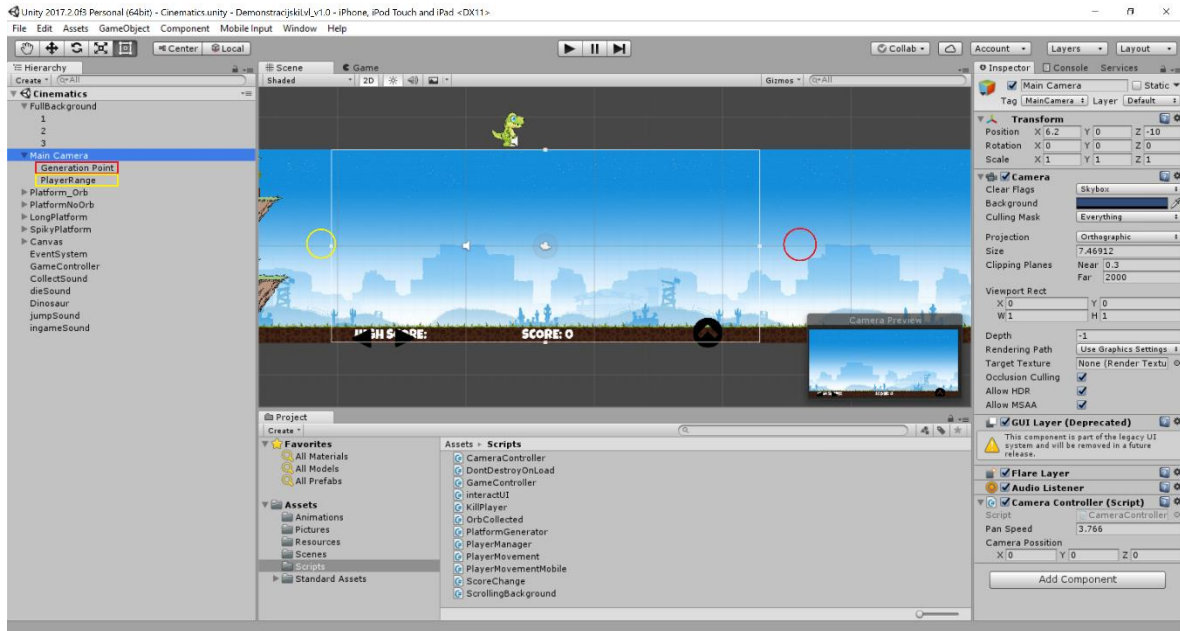 Unity 2017.2.0f3 Personal (64bit) - Cinematics.unity - DemonstracijskiLvl_v1.0 - iPhone, iPod Touch and iPad <DX11>
File Edit Assets GameObject Component Mobile Input Window Help
Center Local Collab Account Layers Layout
Hierarchy
Create All
Cinematics
FullBackground
1
2
3
Main Camera
Generation Point
PlayerRange
Platform_Orb
PlatformNoOrb
LongPlatform
SpikyPlatform
Canvas
EventSystem
GameController
CollectSound
dieSound
Dinosaur
jumpSound
ingameSound
Scene Game
Shaded 2D Gizmos All
SCORE: 0
Camera Preview
Project
Create
Favorites
All Materials
All Models
All Prefabs
Assets
Animations
Pictures
Resources
Scenes
Scripts
Standard Assets
Assets Scripts
CameraController
DontDestroyOnLoad
GameController
interactUI
KillPlayer
OrbCollected
PlatformGenerator
PlayerManager
PlayerMovement
PlayerMovementMobile
ScoreChange
ScrollingBackground
Inspector Console Services
Main Camera Static
Tag MainCamera Layer Default
Transform
Position X 6.2 Y 0 Z -10
Rotation X 0 Y 0 Z 0
Scale X 1 Y 1 Z 1
Camera
Clear Flags Skybox
Background
Culling Mask Everything
Projection Orthographic
Size 7.46912
Clipping Planes Near 0.3
Far 2000
Viewport Rect
X 0 Y 0
W 1 H 1
Depth -1
Rendering Path Use Graphics Settings
Target Texture None (Render Textu
Occlusion Culling
Allow HDR
Allow MSAA
GUI Layer (Deprecated)
This component is part of the legacy UI
system and will be removed in a future
release.
Flare Layer
Audio Listener
Camera Controller (Script)
Script CameraController
Pan Speed 3.766
Camera Possition
X 0 Y 0 Z 0
Add Component